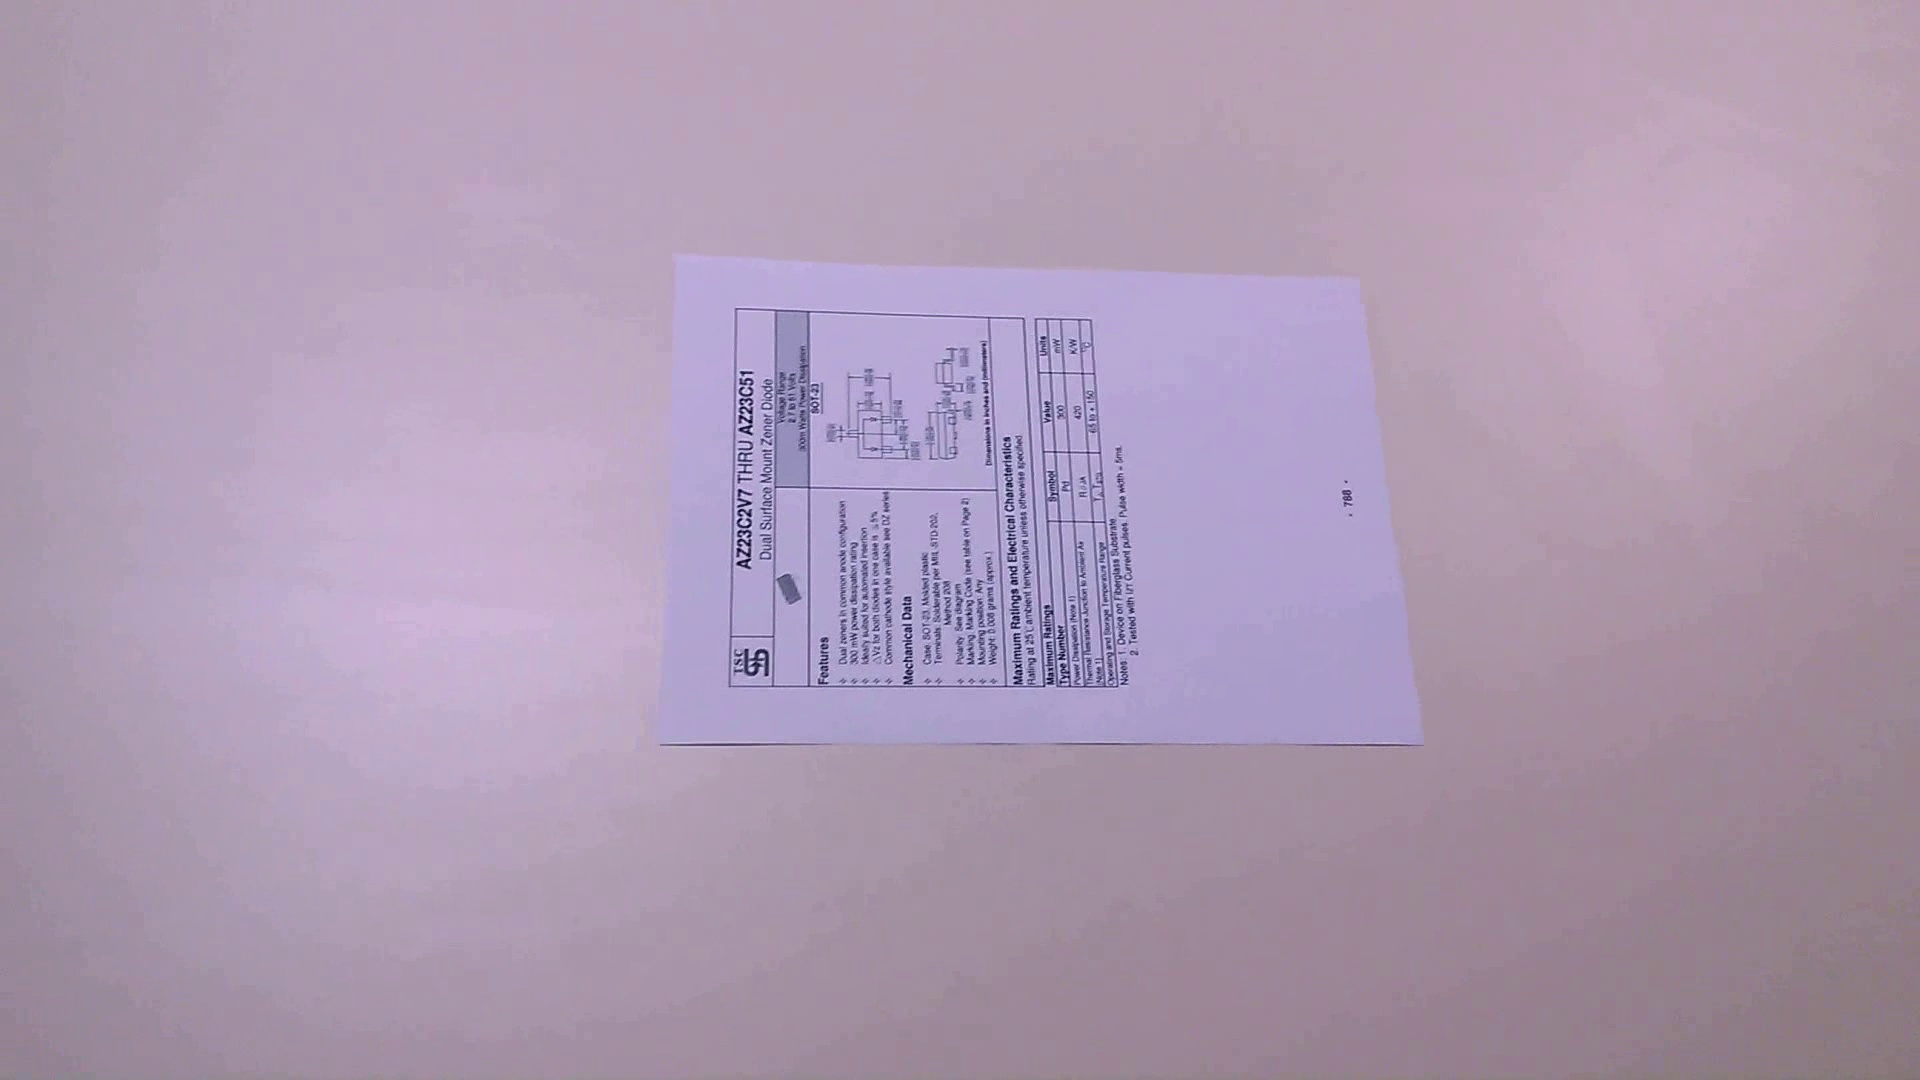 TSC
AZ23C2V7 THRU AZ23C51
Dual Surface Mount Zener Diode
Voltage Range
2.7 to 51 Volts
300m Watts Power Dissipation
SOT-23
Features
Dual zeners in common anode configuration
300 mW power dissipation rating
Ideally suited for automated insertion
△Vz for both diodes in one case is ≤5%
Common cathode style available see DZ series
Mechanical Data
Case: SOT-23, Molded plastic
Terminals: Solderable per MIL-STD-202,
Method 208
Polarity: See diagram
Marking: Marking Code (see table on Page 2)
Mounting position: Any
Weight: 0.008 grams (approx.)
Dimensions in inches and (millimeters)
Maximum Ratings and Electrical Characteristics
Rating at 25℃ ambient temperature unless otherwise specified.
Maximum Ratings
Type Number Symbol Value Units
Power Dissipation (Note 1) Pd 300 mW
Thermal Resistance Junction to Ambient Air
(Note 1) RθJA 420 K/W
Operating and Storage Temperature Range 65 to + 150 ℃
Notes: 1. Device on Fiberglass Substrate.
2. Tested with Current pulses. Pulse width = 5ms.
- 788 -